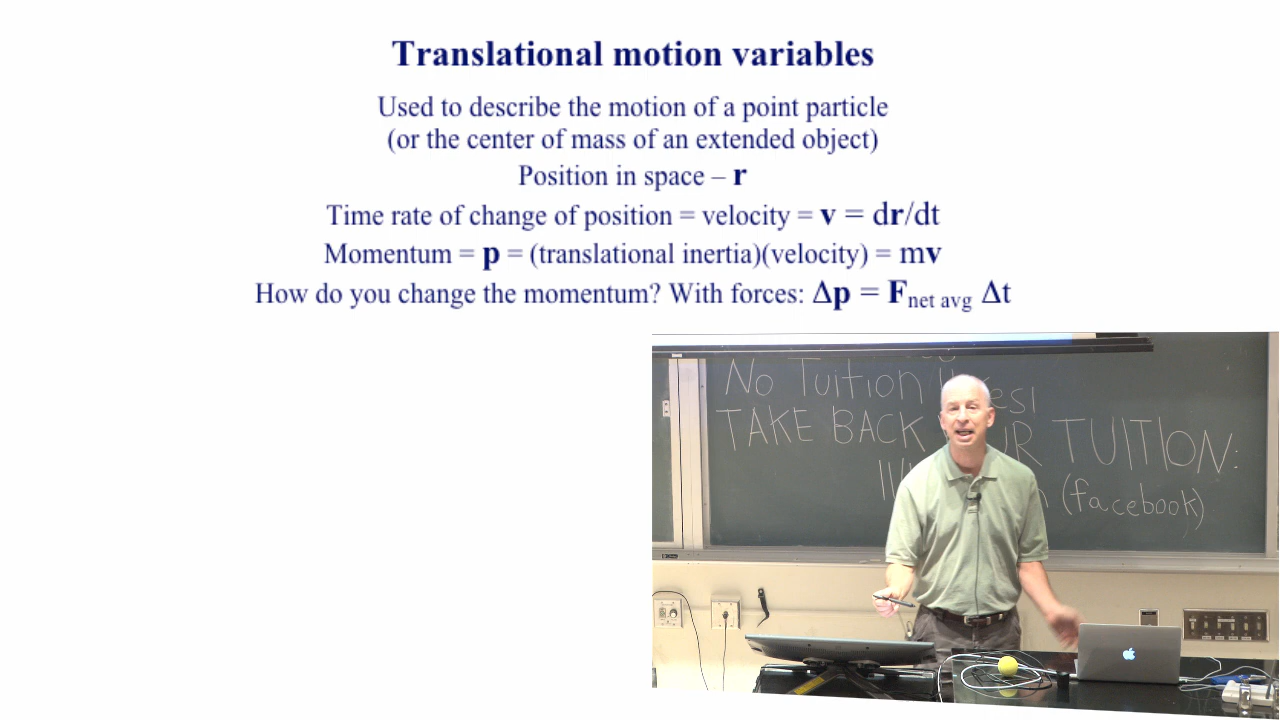 Translational motion variables
Used to describe the motion of a point particle
(or the center of mass of an extended object)
Position in space – r
Time rate of change of position = velocity = v = dr/dt
Momentum = p = (translational inertia)(velocity) = mv
How do you change the momentum? With forces: Δp = Fnet avg Δt
No Tuition
TAKE BACK TUITION:
(facebook)